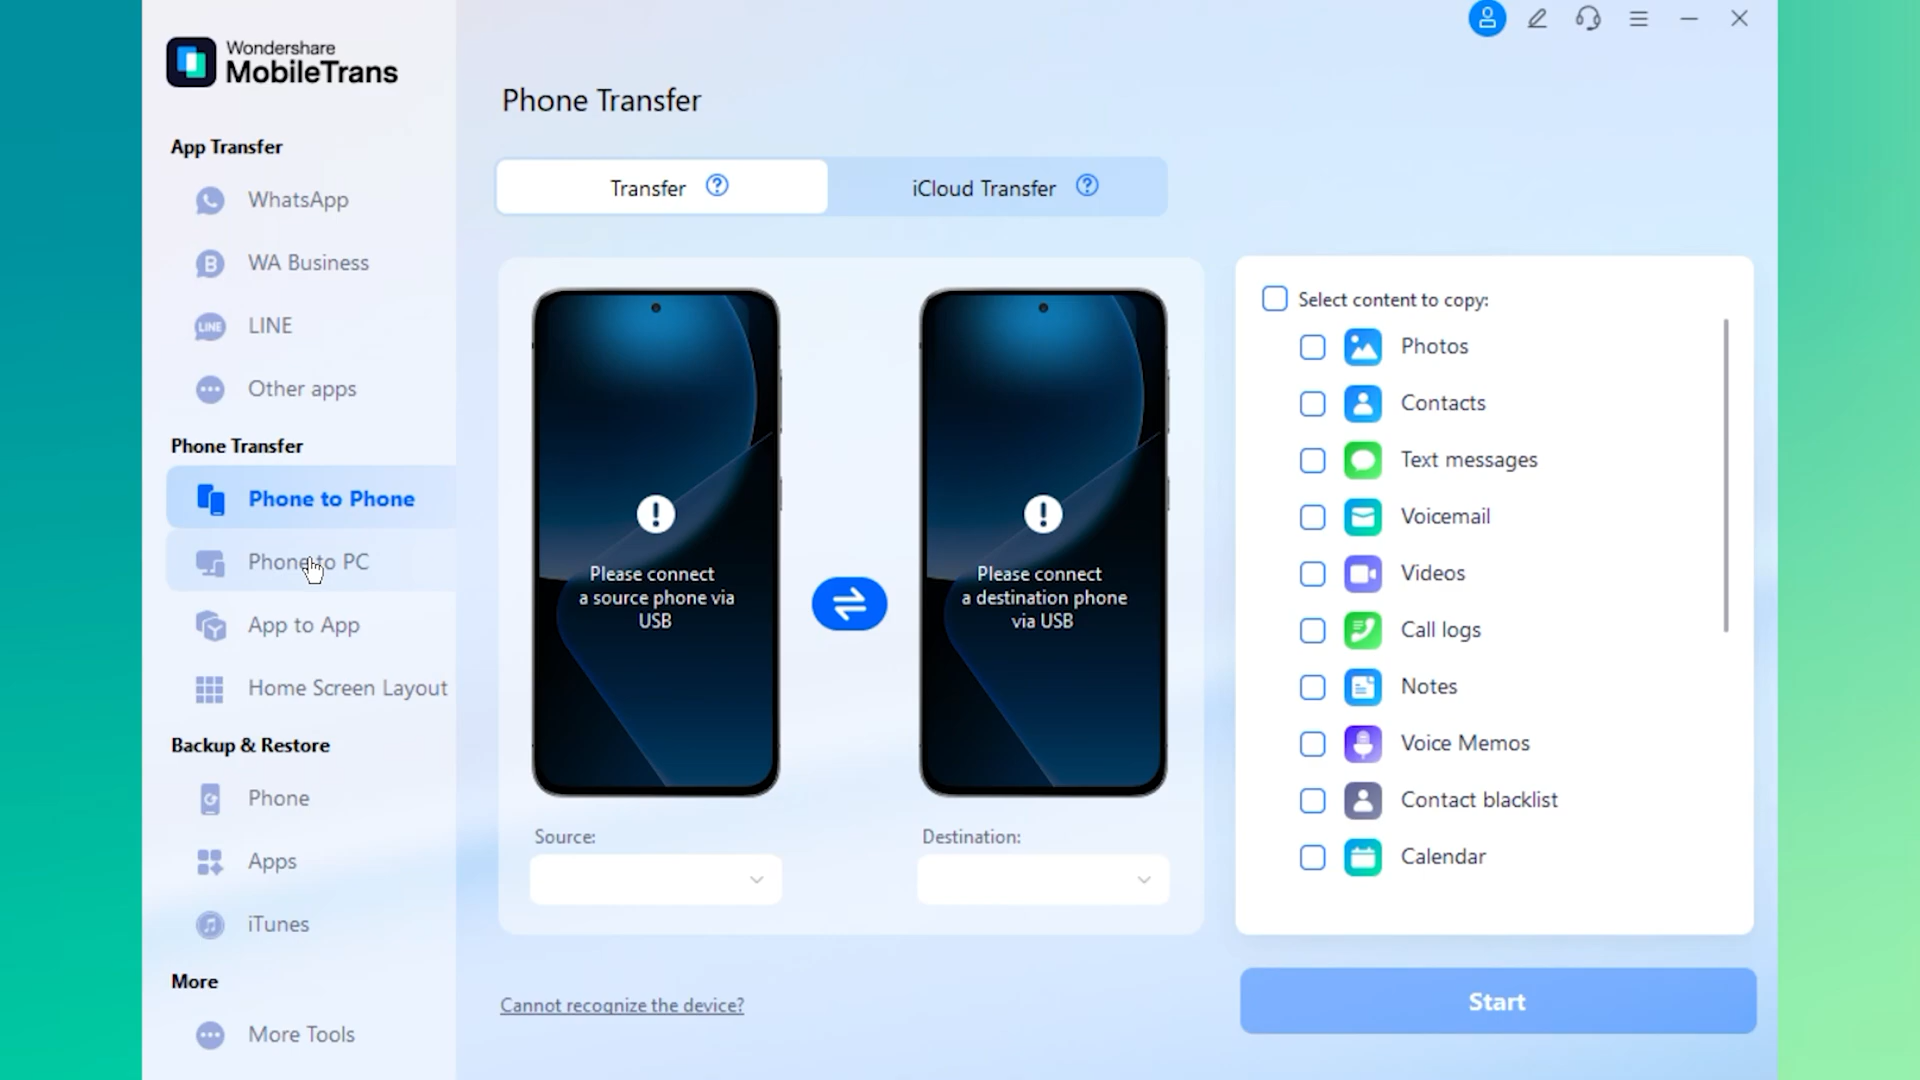 Wondershare
MobileTrans
App Transfer
WhatsApp
WA Business
LINE
LINE
Other apps
Phone Transfer
Phone to Phone
Phone to PC
App to App
Home Screen Layout
Backup & Restore
Phone
Apps
iTunes
More
More Tools
Phone Transfer
Transfer
iCloud Transfer
Please connect
a source phone via
USB
Please connect
a destination phone
via USB
Source:
Destination:
Cannot recognize the device?
Select content to copy:
Photos
Contacts
Text messages
Voicemail
Videos
Call logs
Notes
Voice Memos
Contact blacklist
Calendar
Start